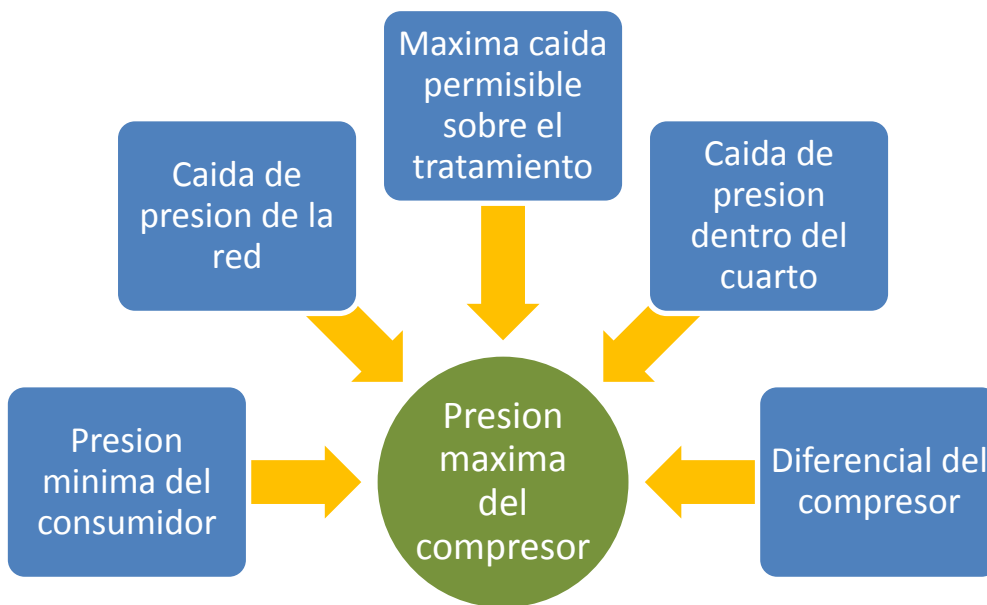 Maxima caida
permisible
sobre el
tratamiento
Caida de
presion de la
red
Caida de
presion
dentro del
cuarto
Presion
minima del
consumidor
Presion
maxima
del
compresor
Diferencial del
compresor